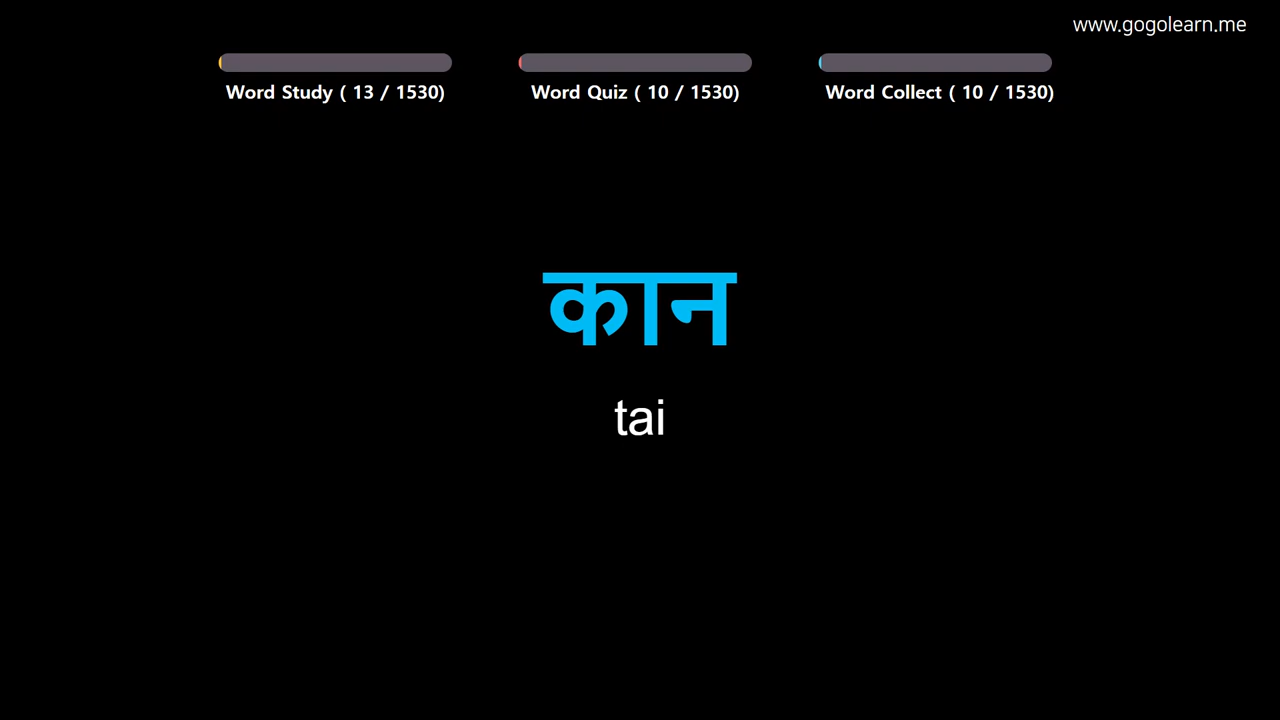 www.gogolearn.me
Word Study ( 13 / 1530)
Word Quiz ( 10 / 1530)
Word Collect ( 10 / 1530)
कान
tai